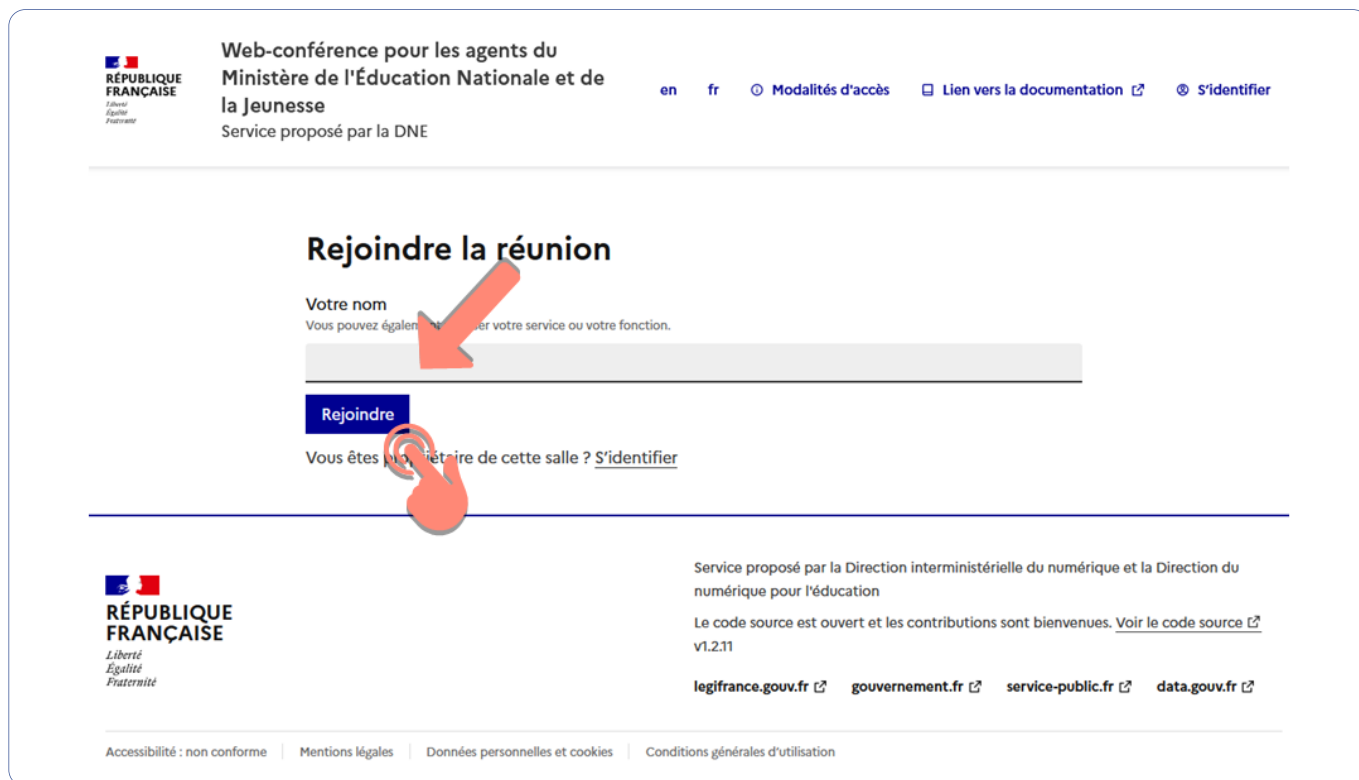 RÉPUBLIQUE
FRANÇAISE
Liberté
Égalité
Fraternité
Web-conférence pour les agents du
Ministère de l'Éducation Nationale et de
la Jeunesse
Service proposé par la DNE
en fr Modalités d'accès Lien vers la documentation S'identifier
Rejoindre la réunion
Votre nom
Vous pouvez votre service ou votre fonction.
Rejoindre
Vous êtes propriétaire de cette salle ? S'identifier
RÉPUBLIQUE
FRANÇAISE
Liberté
Égalité
Fraternité
Service proposé par la Direction interministérielle du numérique et la Direction du
numérique pour l'éducation
Le code source est ouvert et les contributions sont bienvenues. Voir le code source
v1.2.11
legifrance.gouv.fr gouvernement.fr service-public.fr data.gouv.fr
Accessibilité : non conforme Mentions légales Données personnelles et cookies Conditions générales d'utilisation